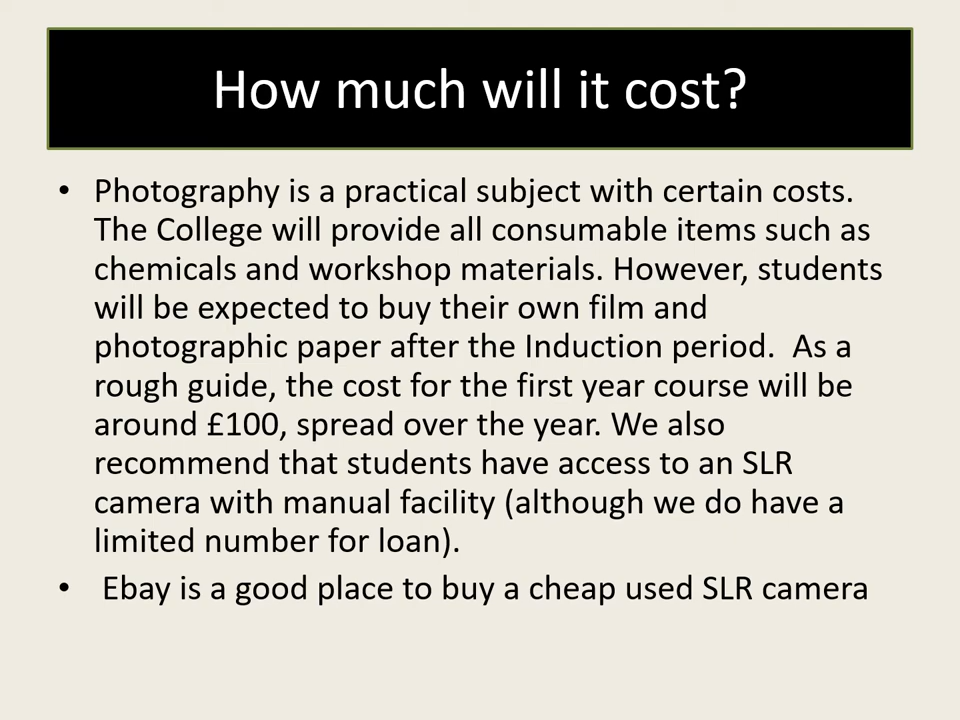 How much will it cost?
• Photography is a practical subject with certain costs.
The College will provide all consumable items such as
chemicals and workshop materials. However, students
will be expected to buy their own film and
photographic paper after the Induction period.  As a
rough guide, the cost for the first year course will be
around £100, spread over the year. We also
recommend that students have access to an SLR
camera with manual facility (although we do have a
limited number for loan).
• Ebay is a good place to buy a cheap used SLR camera